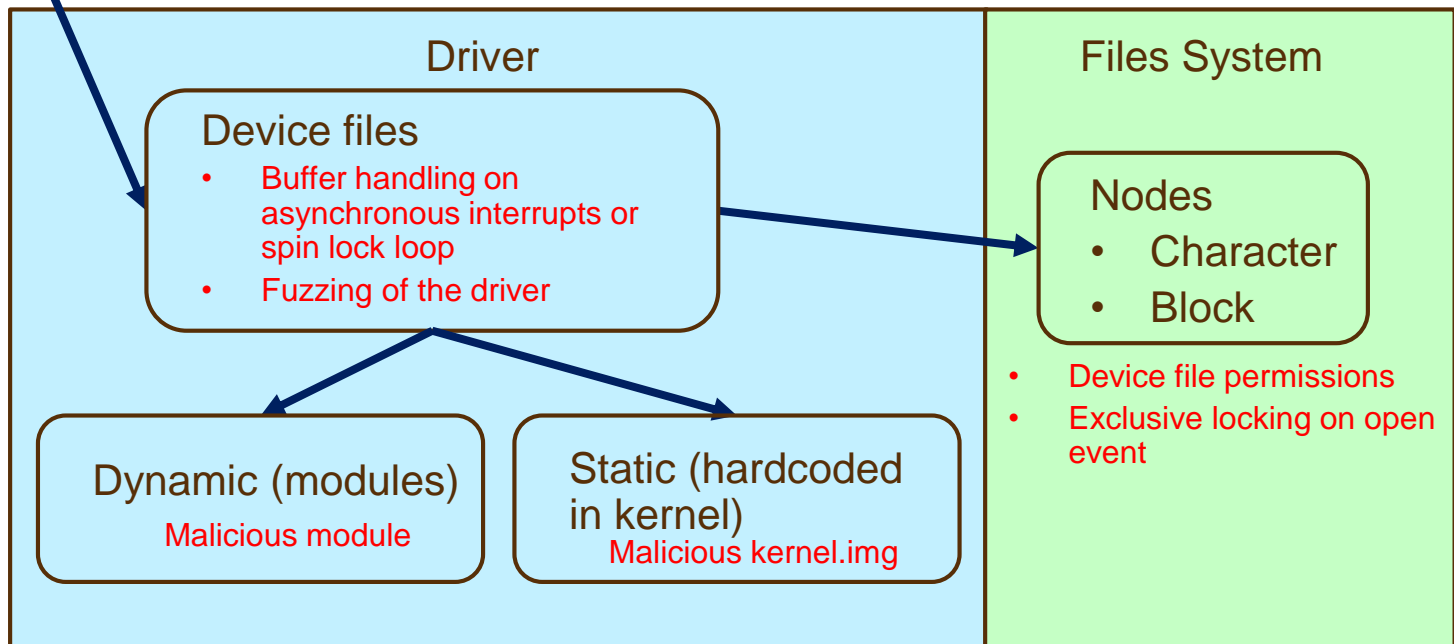 Driver
Files System
Device files
• Buffer handling on
asynchronous interrupts or
spin lock loop
• Fuzzing of the driver
Nodes
• Character
• Block
• Device file permissions
• Exclusive locking on open
event
Dynamic (modules)
Malicious module
Static (hardcoded
in kernel)
Malicious kernel.img